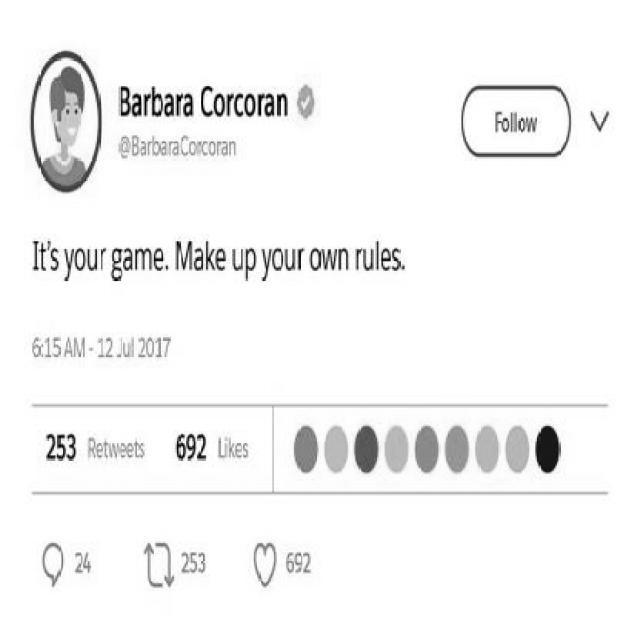 Barbara Corcoran
@BarbaraCorcoran
Follow
It's your game. Make up your own rules.
6:15 AM - 12 Jul 2017
253 Retweets 692 Likes
24 253 692